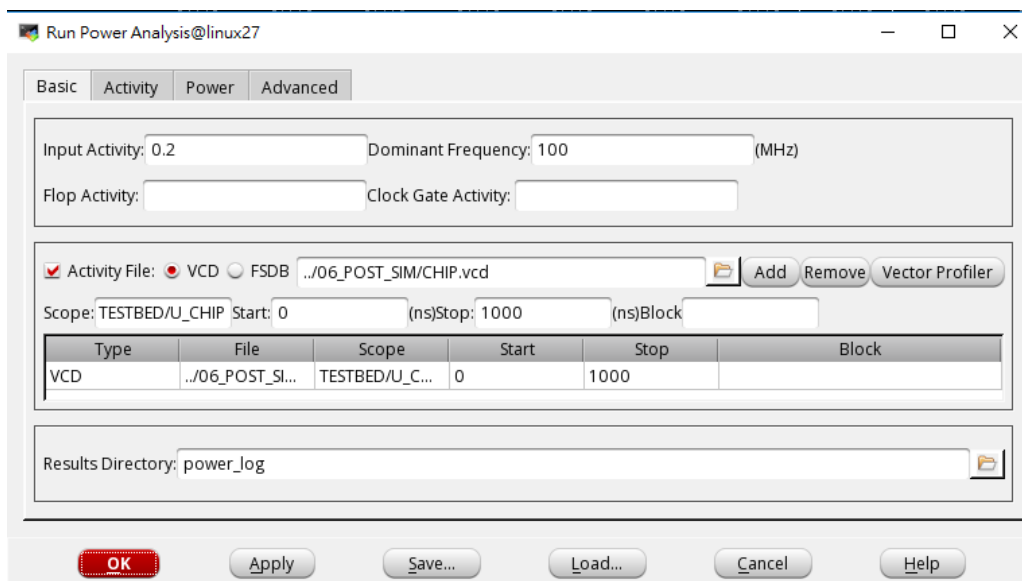 Run Power Analysis@linux27
Basic Activity Power Advanced
Input Activity: 0.2 Dominant Frequency: 100 (MHz)
Flop Activity: Clock Gate Activity:
Activity File: VCD FSDB ../06_POST_SIM/CHIP.vcd Add Remove Vector Profiler
Scope: TESTBED/U_CHIP Start: 0 (ns)Stop: 1000 (ns)Block
Type File Scope Start Stop Block
VCD ../06_POST_SI... TESTBED/U_C... 0 1000
Results Directory: power_log
OK Apply Save... Load... Cancel Help